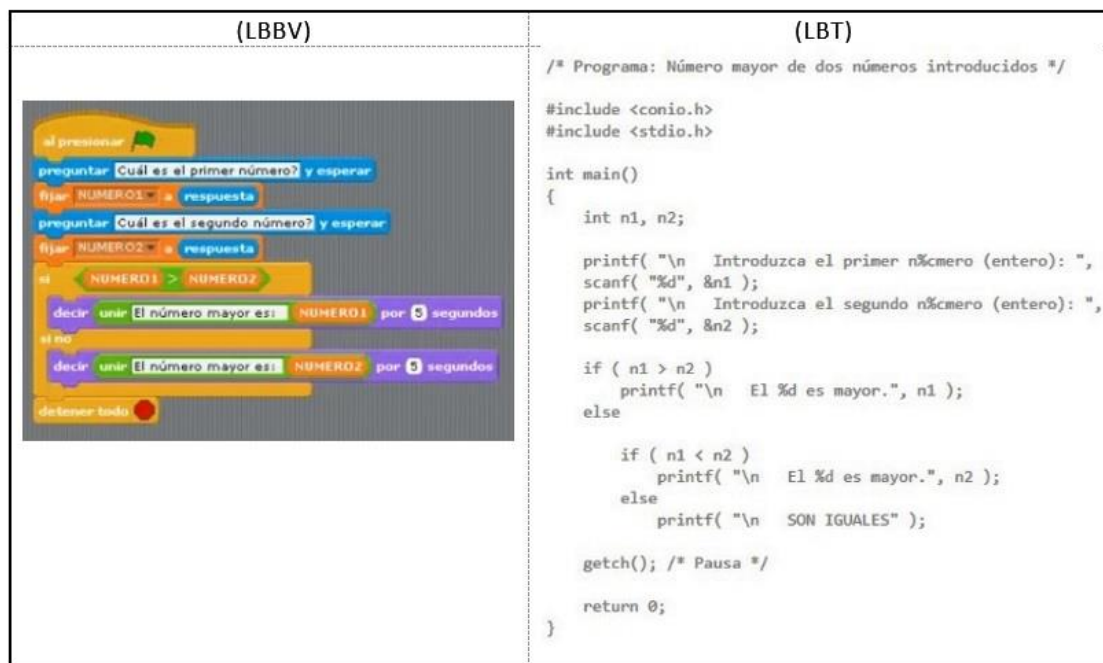 (LBBV)
al presionar
preguntar Cuál es el primer número? y esperar
fijar NUMERO1 a respuesta
preguntar Cuál es el segundo número? y esperar
fijar NUMERO2 a respuesta
si NUMERO1 > NUMERO2
decir unir El número mayor es: NUMERO1 por 5 segundos
si no
decir unir El número mayor es: NUMERO2 por 5 segundos
detener todo
(LBT)
/* Programa: Número mayor de dos números introducidos */
#include <conio.h>
#include <stdio.h>
int main()
{
int n1, n2;
printf( "\n   Introduzca el primer n%cmero (entero): ",
scanf( "%d", &n1 );
printf( "\n   Introduzca el segundo n%cmero (entero): ",
scanf( "%d", &n2 );
if ( n1 > n2 )
printf( "\n   El %d es mayor.", n1 );
else
if ( n1 < n2 )
printf( "\n   El %d es mayor.", n2 );
else
printf( "\n   SON IGUALES" );
getch(); /* Pausa */
return 0;
}